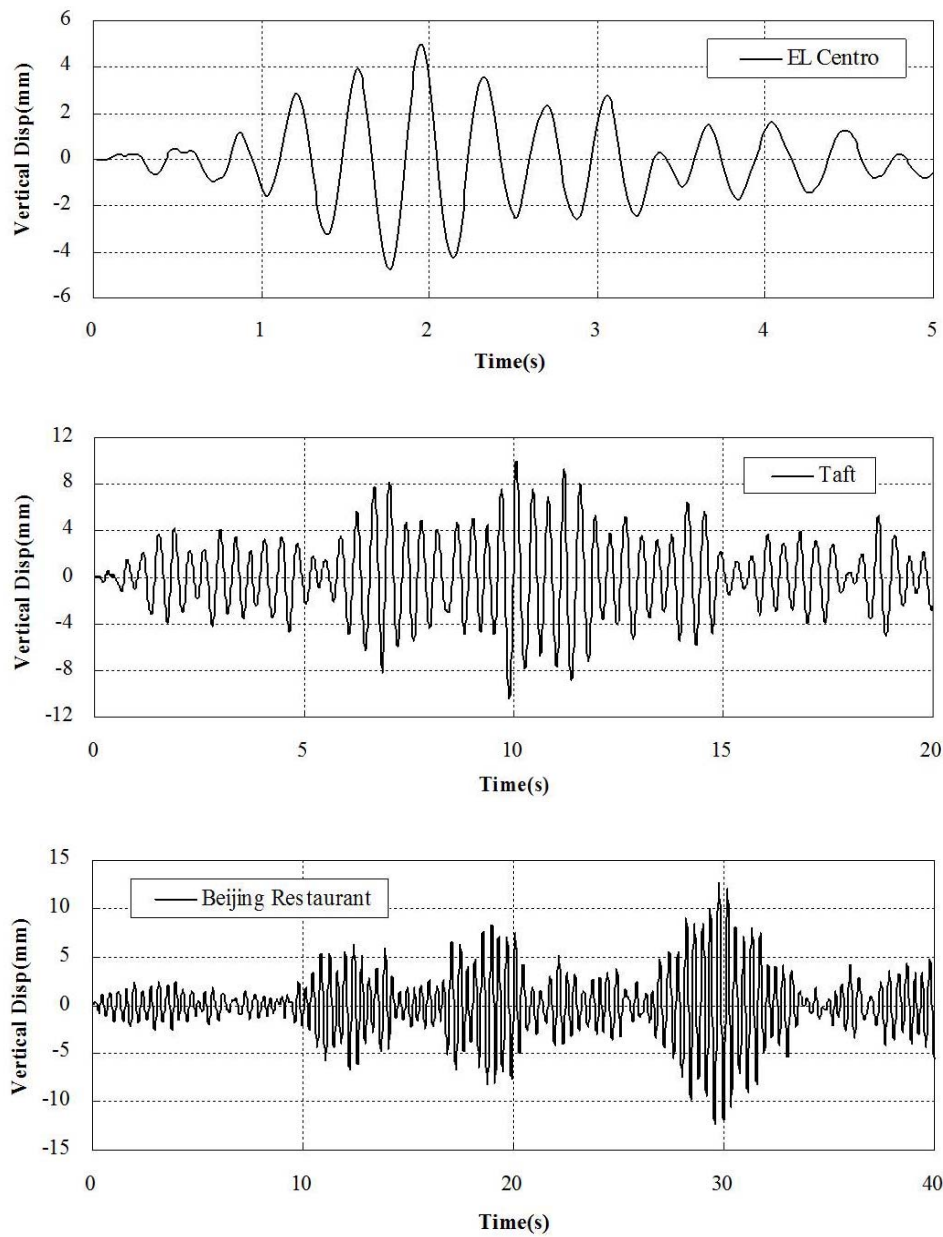 6
4
2
0
-2
-4
-6
Vertical Disp(mm)
EL Centro
0 1 2 3 4 5
Time(s)
12
8
4
0
-4
-8
-12
Vertical Disp(mm)
Taft
0 5 10 15 20
Time(s)
15
10
5
0
-5
-10
-15
Vertical Disp(mm)
Beijing Restaurant
0 10 20 30 40
Time(s)